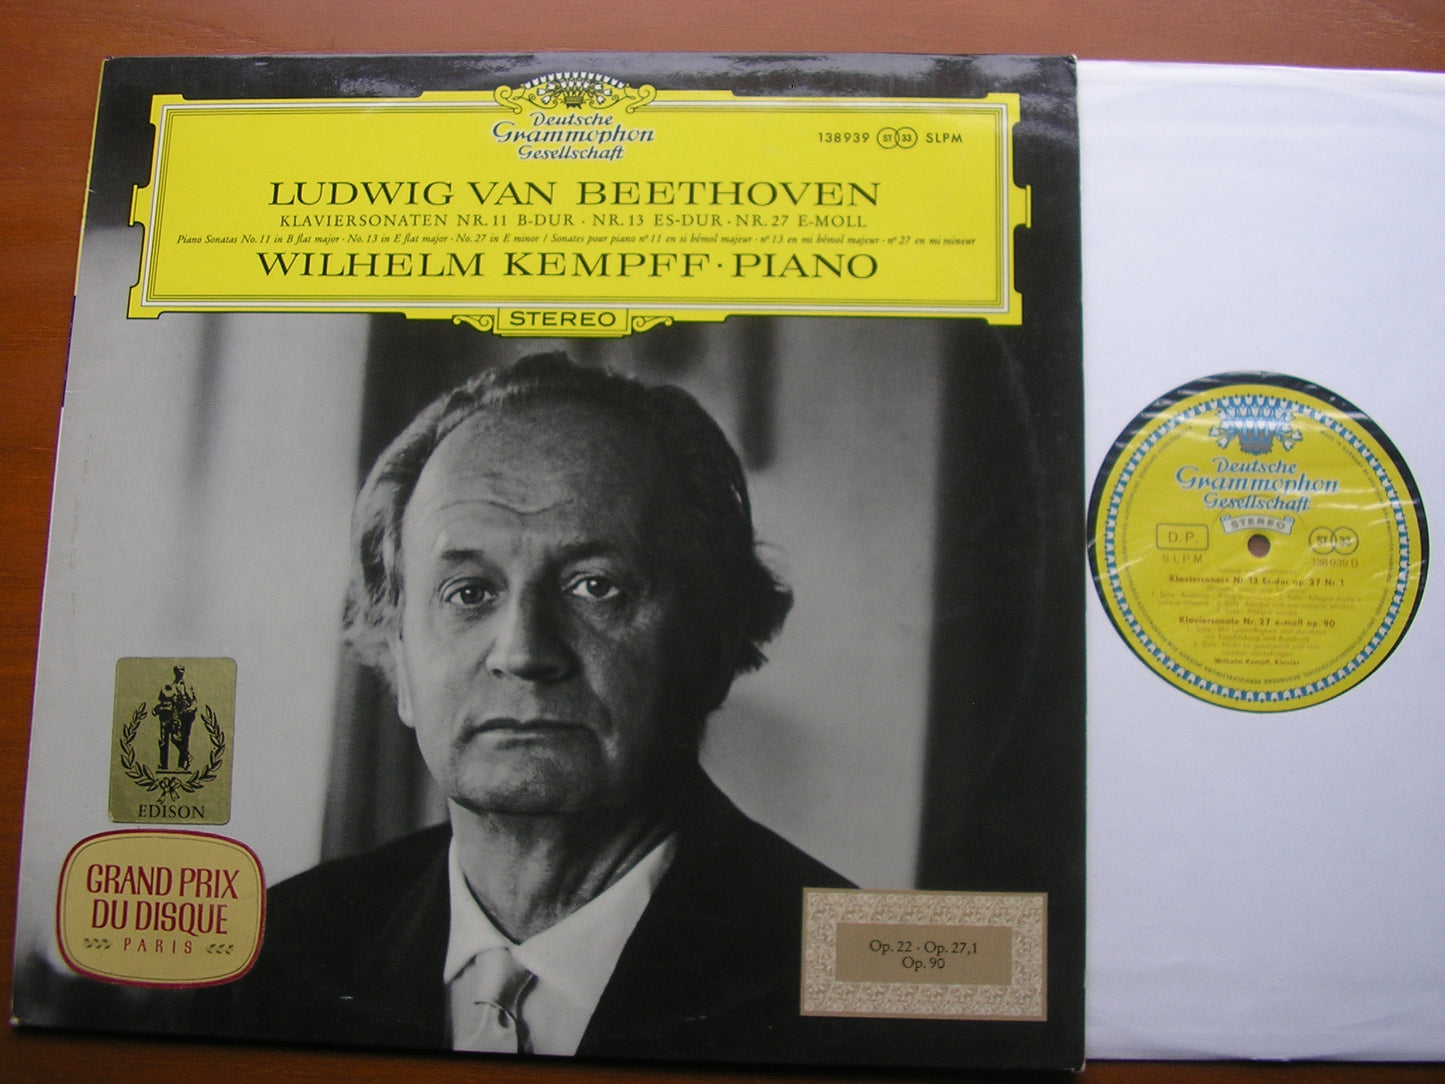 Deutsche
Grammophon
Gesellschaft
138939 ST 33 SLPM
LUDWIG VAN BEETHOVEN
KLAVIERSONATEN NR. 11 B-DUR · NR. 13 ES-DUR · NR. 27 E-MOLL
Piano Sonatas No. 11 in B flat major · No. 13 in E flat major · No. 27 in E minor / Sonates pour piano nº 11 en si bémol majeur · nº 13 en mi bémol majeur · nº 27 en mi mineur
WILHELM KEMPFF · PIANO
STEREO
EDISON
GRAND PRIX
DU DISQUE
PARIS
Op. 22 · Op. 27,1
Op. 90
Deutsche
Grammophon
Gesellschaft
STEREO
D.P.
ST 33
SLPM
138939 B
Klaviersonate Nr. 13 Es-dur op. 27 Nr. 1
Klaviersonate Nr. 27 e-moll op. 90
Wilhelm Kempff, Klavier